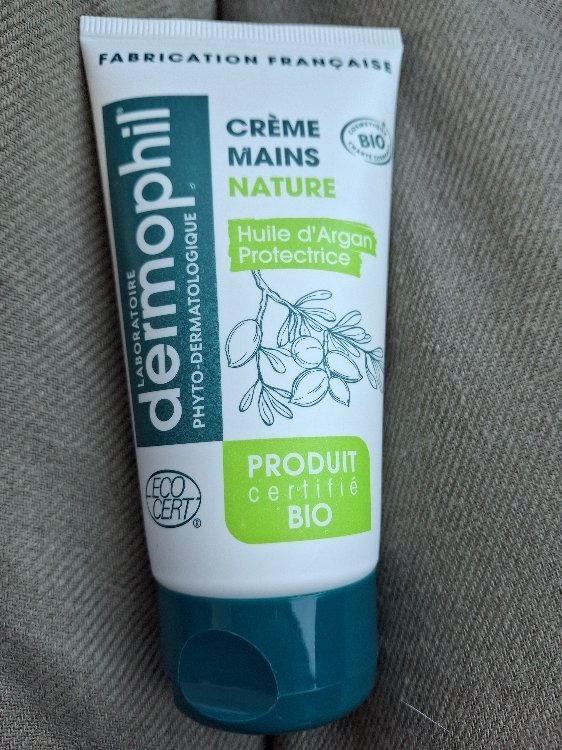 FABRICATION FRANÇAISE
LABORATOIRE
dermophil
PHYTO-DERMATOLOGIQUE
CRÈME
MAINS
NATURE
BIO
Huile d'Argan
Protectrice
ECO
CERT®
PRODUIT
certifié
BIO